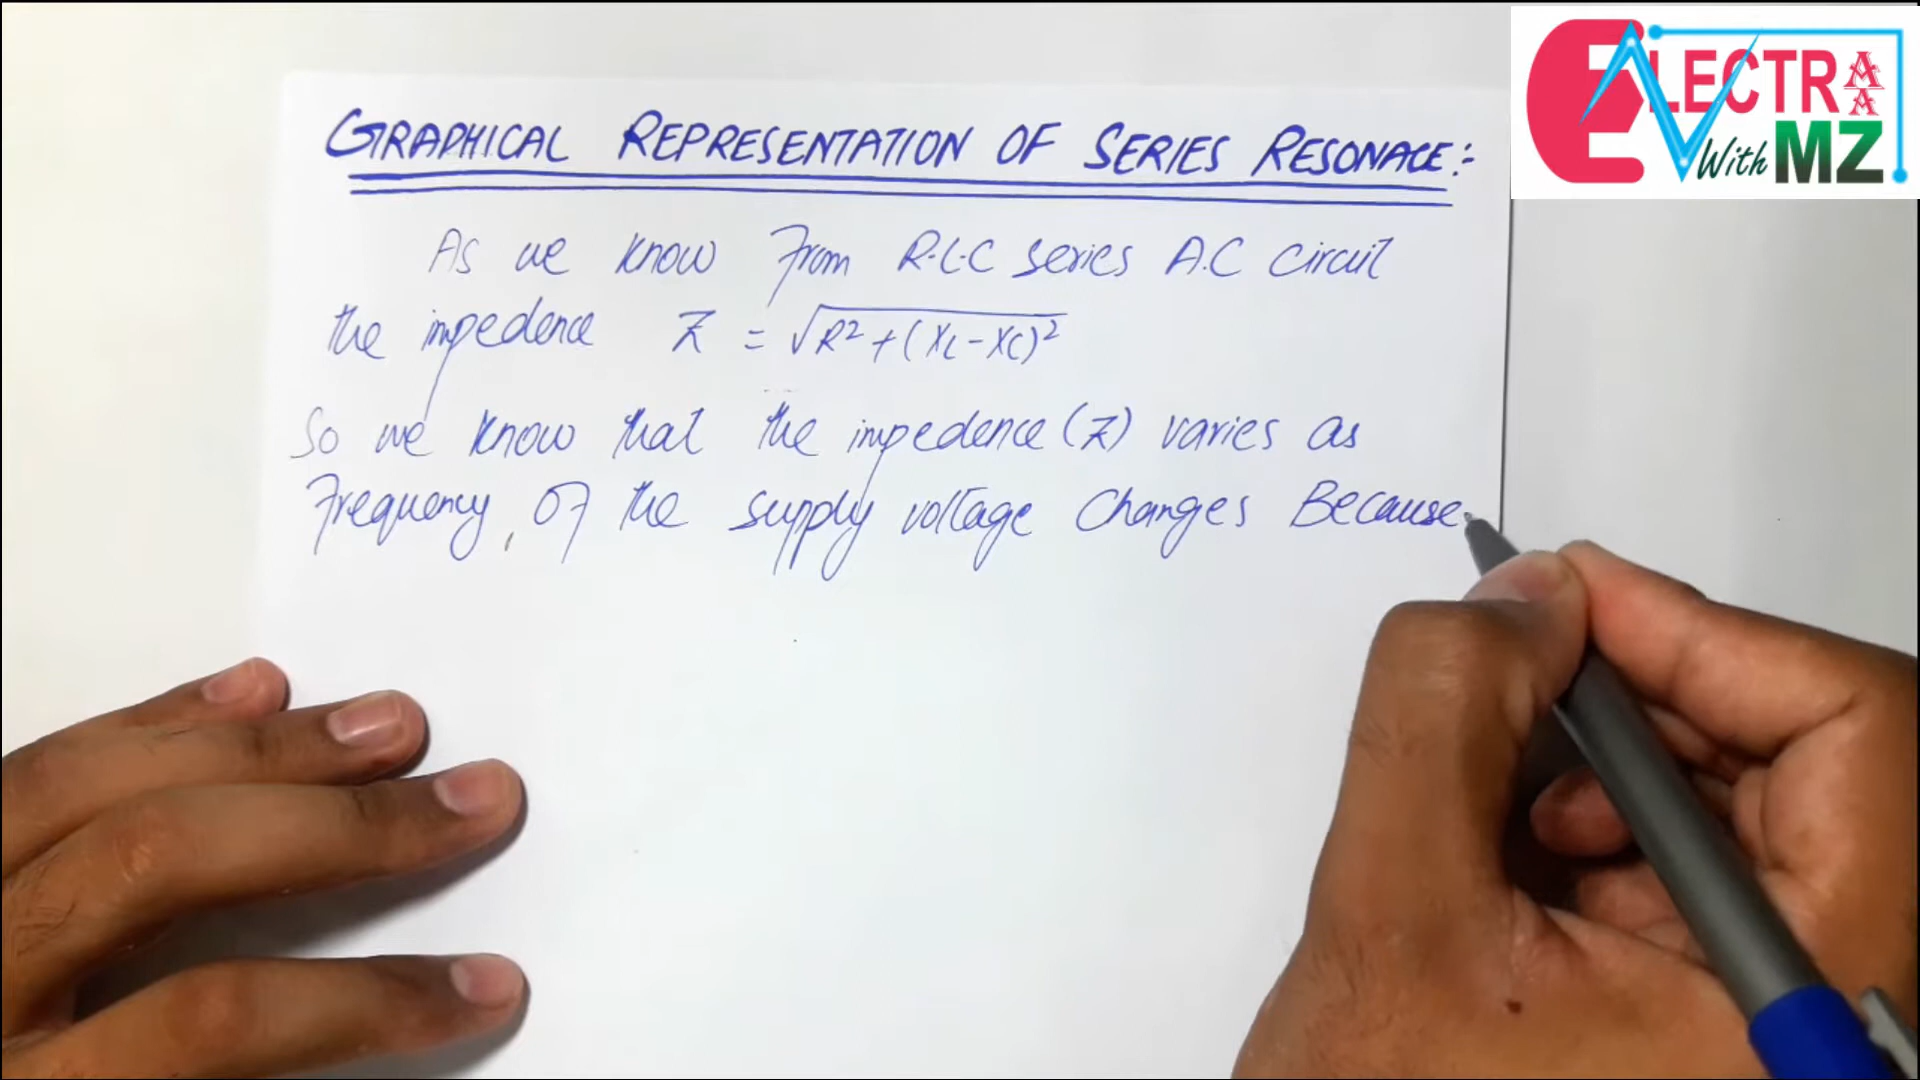 GRAPHICAL REPRESENTATION OF SERIES RESONACE:-
As we know from R.L.C series A.C circuit
the impedence Z = √R²+(XL-XC)²
So we know that the impedence (Z) varies as
Frequency, of the supply voltage Changes Because
ELECTRAA
With MZ